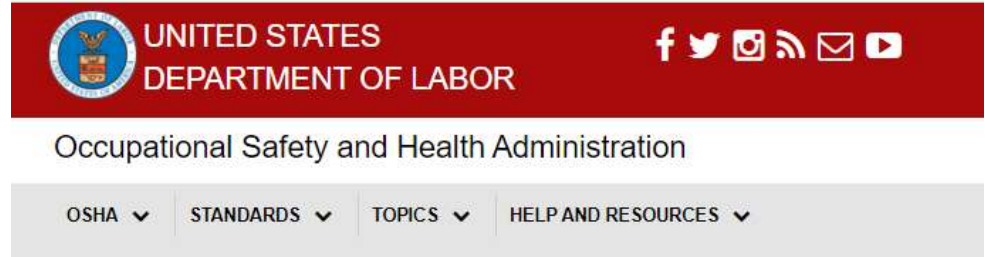 UNITED STATES
DEPARTMENT OF LABOR
Occupational Safety and Health Administration
OSHA STANDARDS TOPICS HELP AND RESOURCES